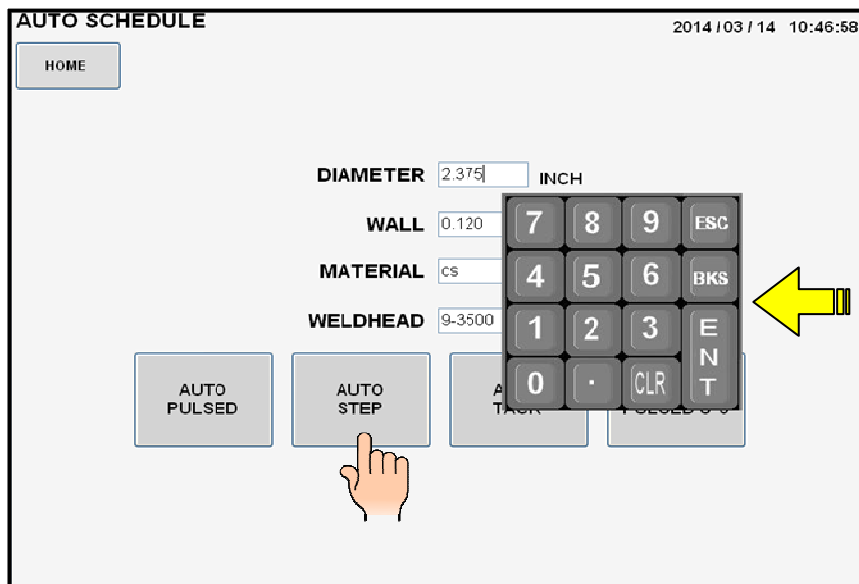 AUTO SCHEDULE
2014 / 03 / 14 10:46:58
HOME
DIAMETER 2.375 INCH
WALL 0.120
MATERIAL cs
WELDHEAD 9-3500
7 8 9 ESC
4 5 6 BKS
1 2 3 ENT
0 . CLR
AUTO
PULSED
AUTO
STEP